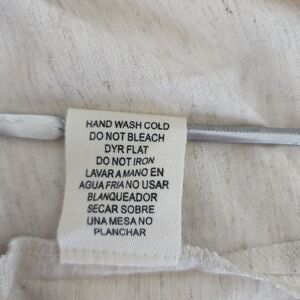 HAND WASH COLD
DO NOT BLEACH
DYR FLAT
DO NOT IRON
LAVAR A MANO EN
AGUA FRIA NO USAR
BLANQUEADOR
SECAR SOBRE
UNA MESA NO
PLANCHAR